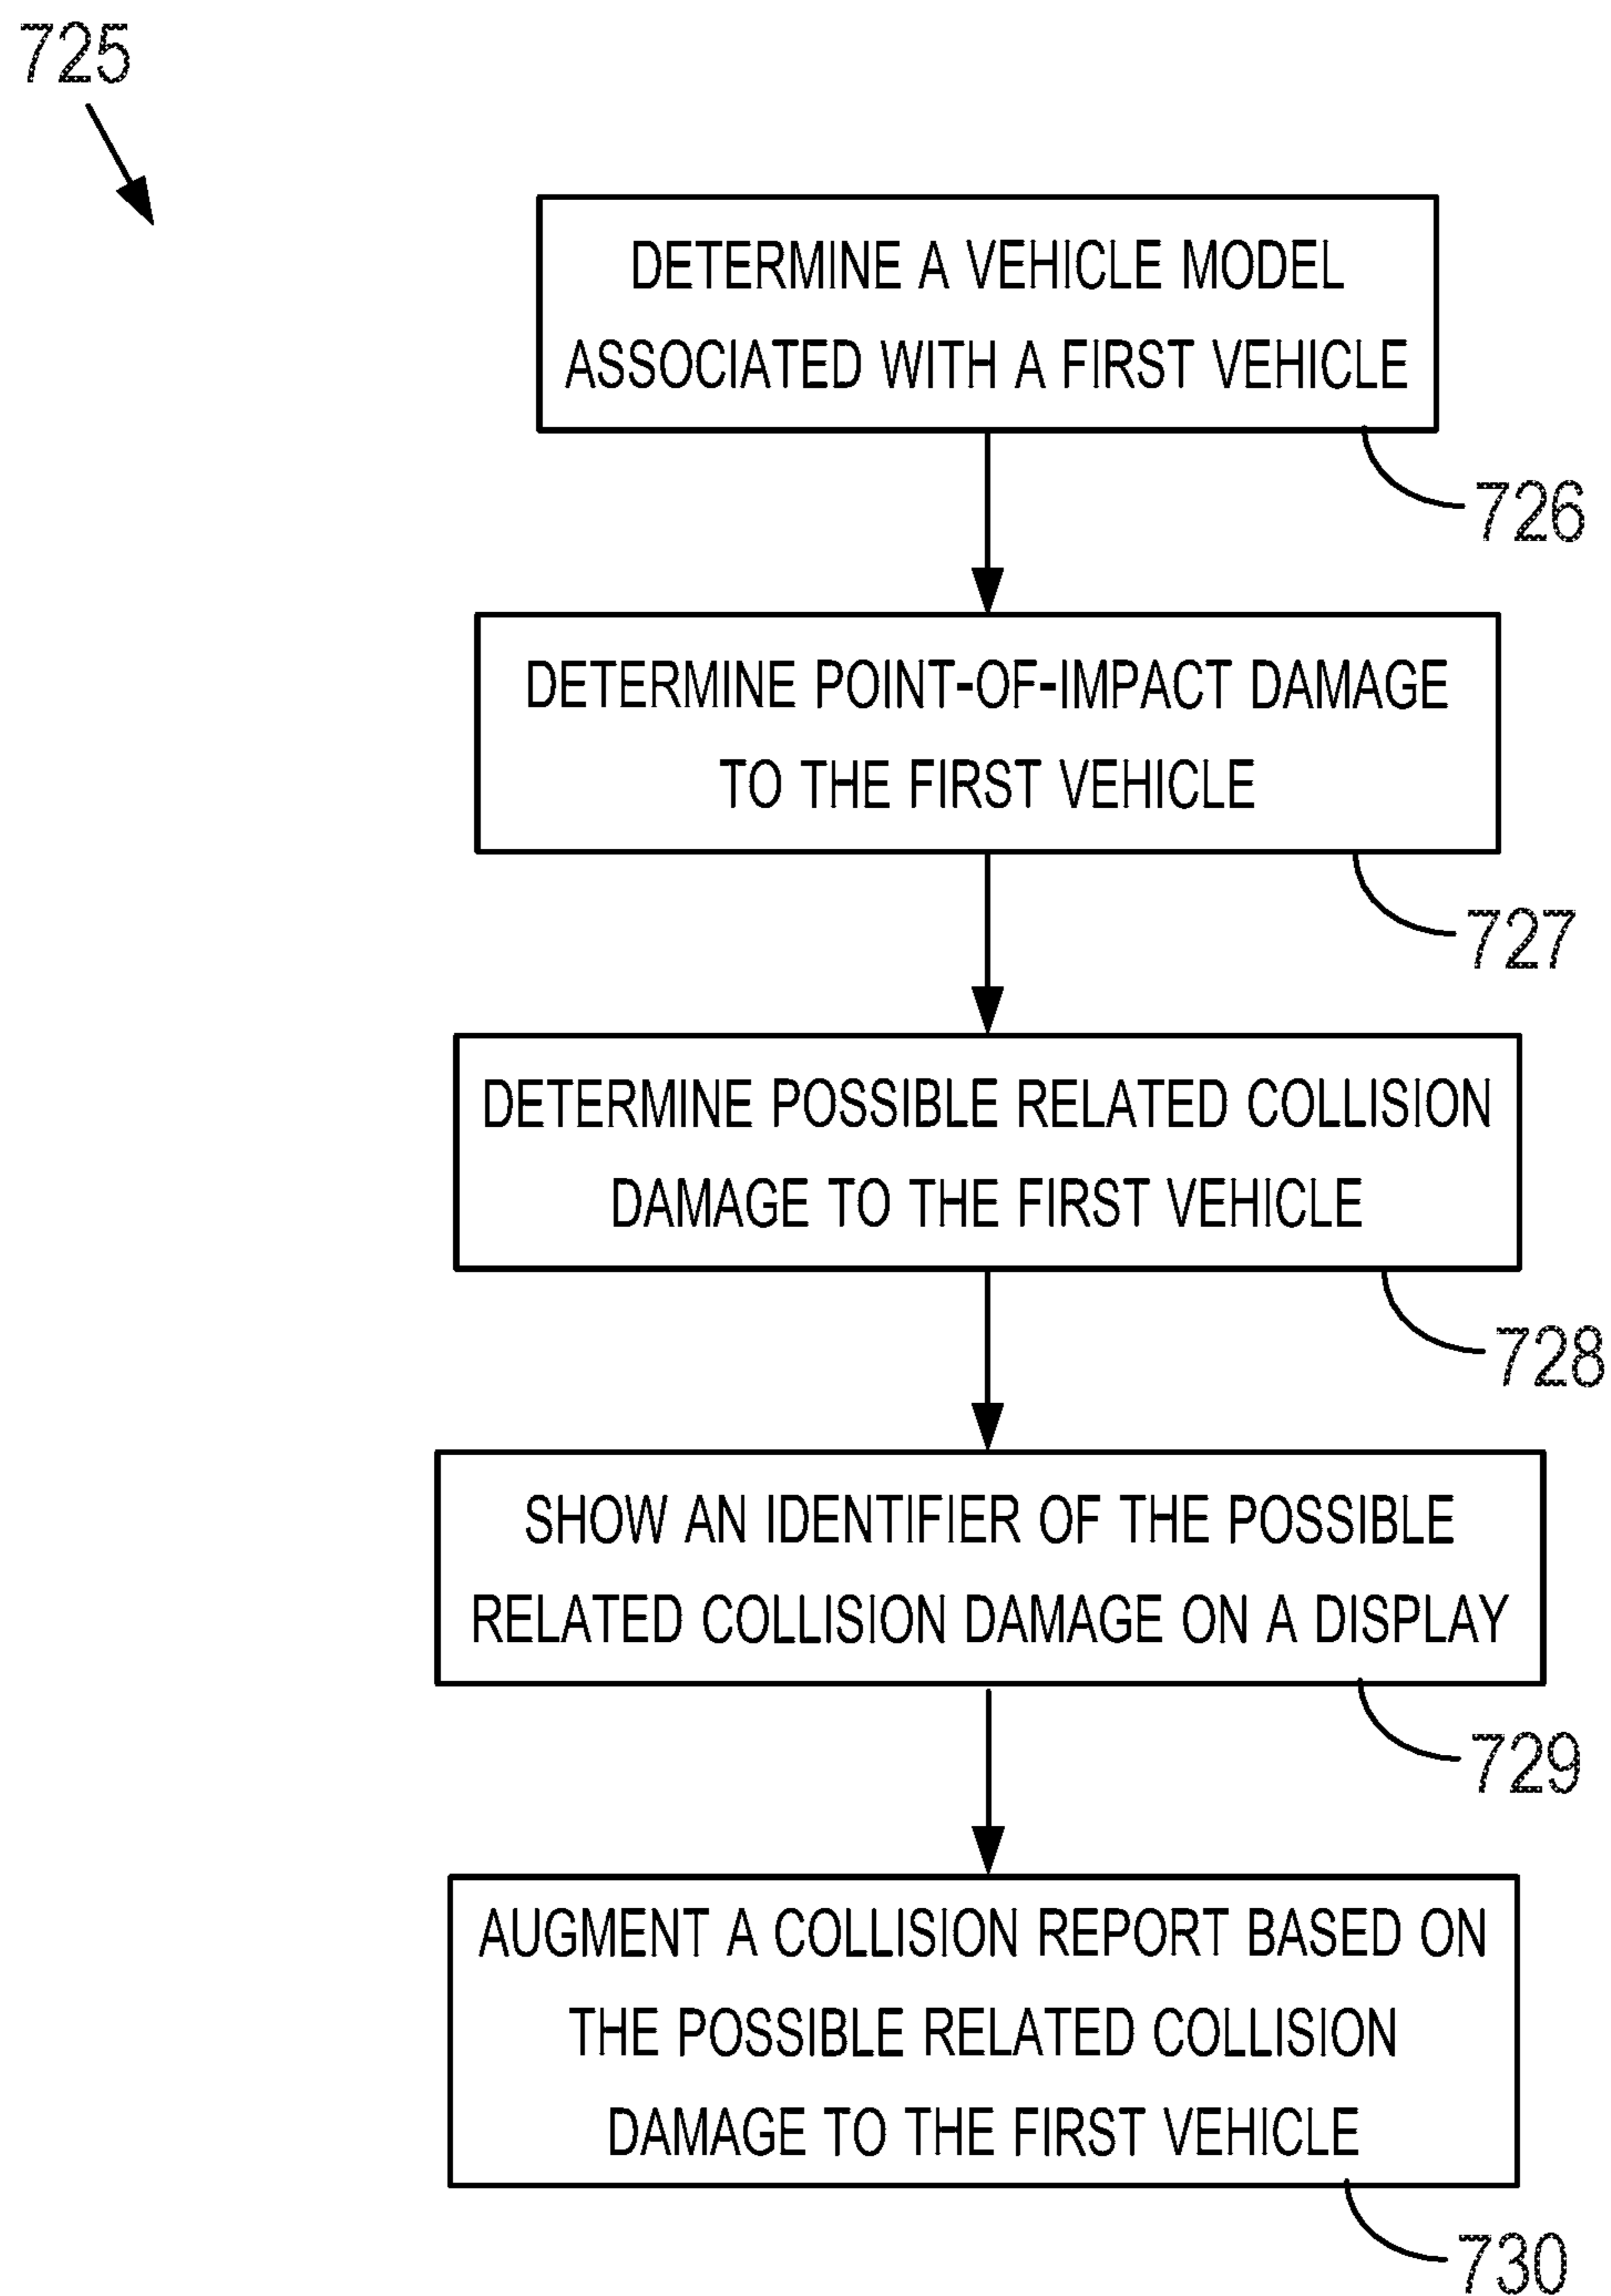 725
DETERMINE A VEHICLE MODEL
ASSOCIATED WITH A FIRST VEHICLE
726
DETERMINE POINT-OF-IMPACT DAMAGE
TO THE FIRST VEHICLE
727
DETERMINE POSSIBLE RELATED COLLISION
DAMAGE TO THE FIRST VEHICLE
728
SHOW AN IDENTIFIER OF THE POSSIBLE
RELATED COLLISION DAMAGE ON A DISPLAY
729
AUGMENT A COLLISION REPORT BASED ON
THE POSSIBLE RELATED COLLISION
DAMAGE TO THE FIRST VEHICLE
730